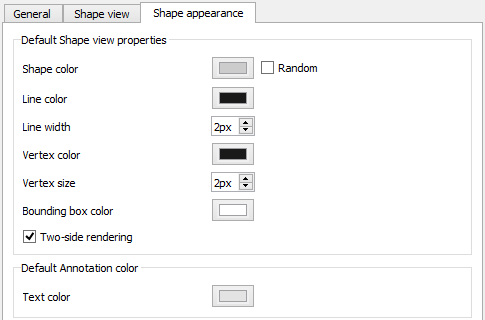 General Shape view Shape appearance
Default Shape view properties
Shape color Random
Line color
Line width 2px
Vertex color
Vertex size 2px
Bounding box color
Two-side rendering
Default Annotation color
Text color